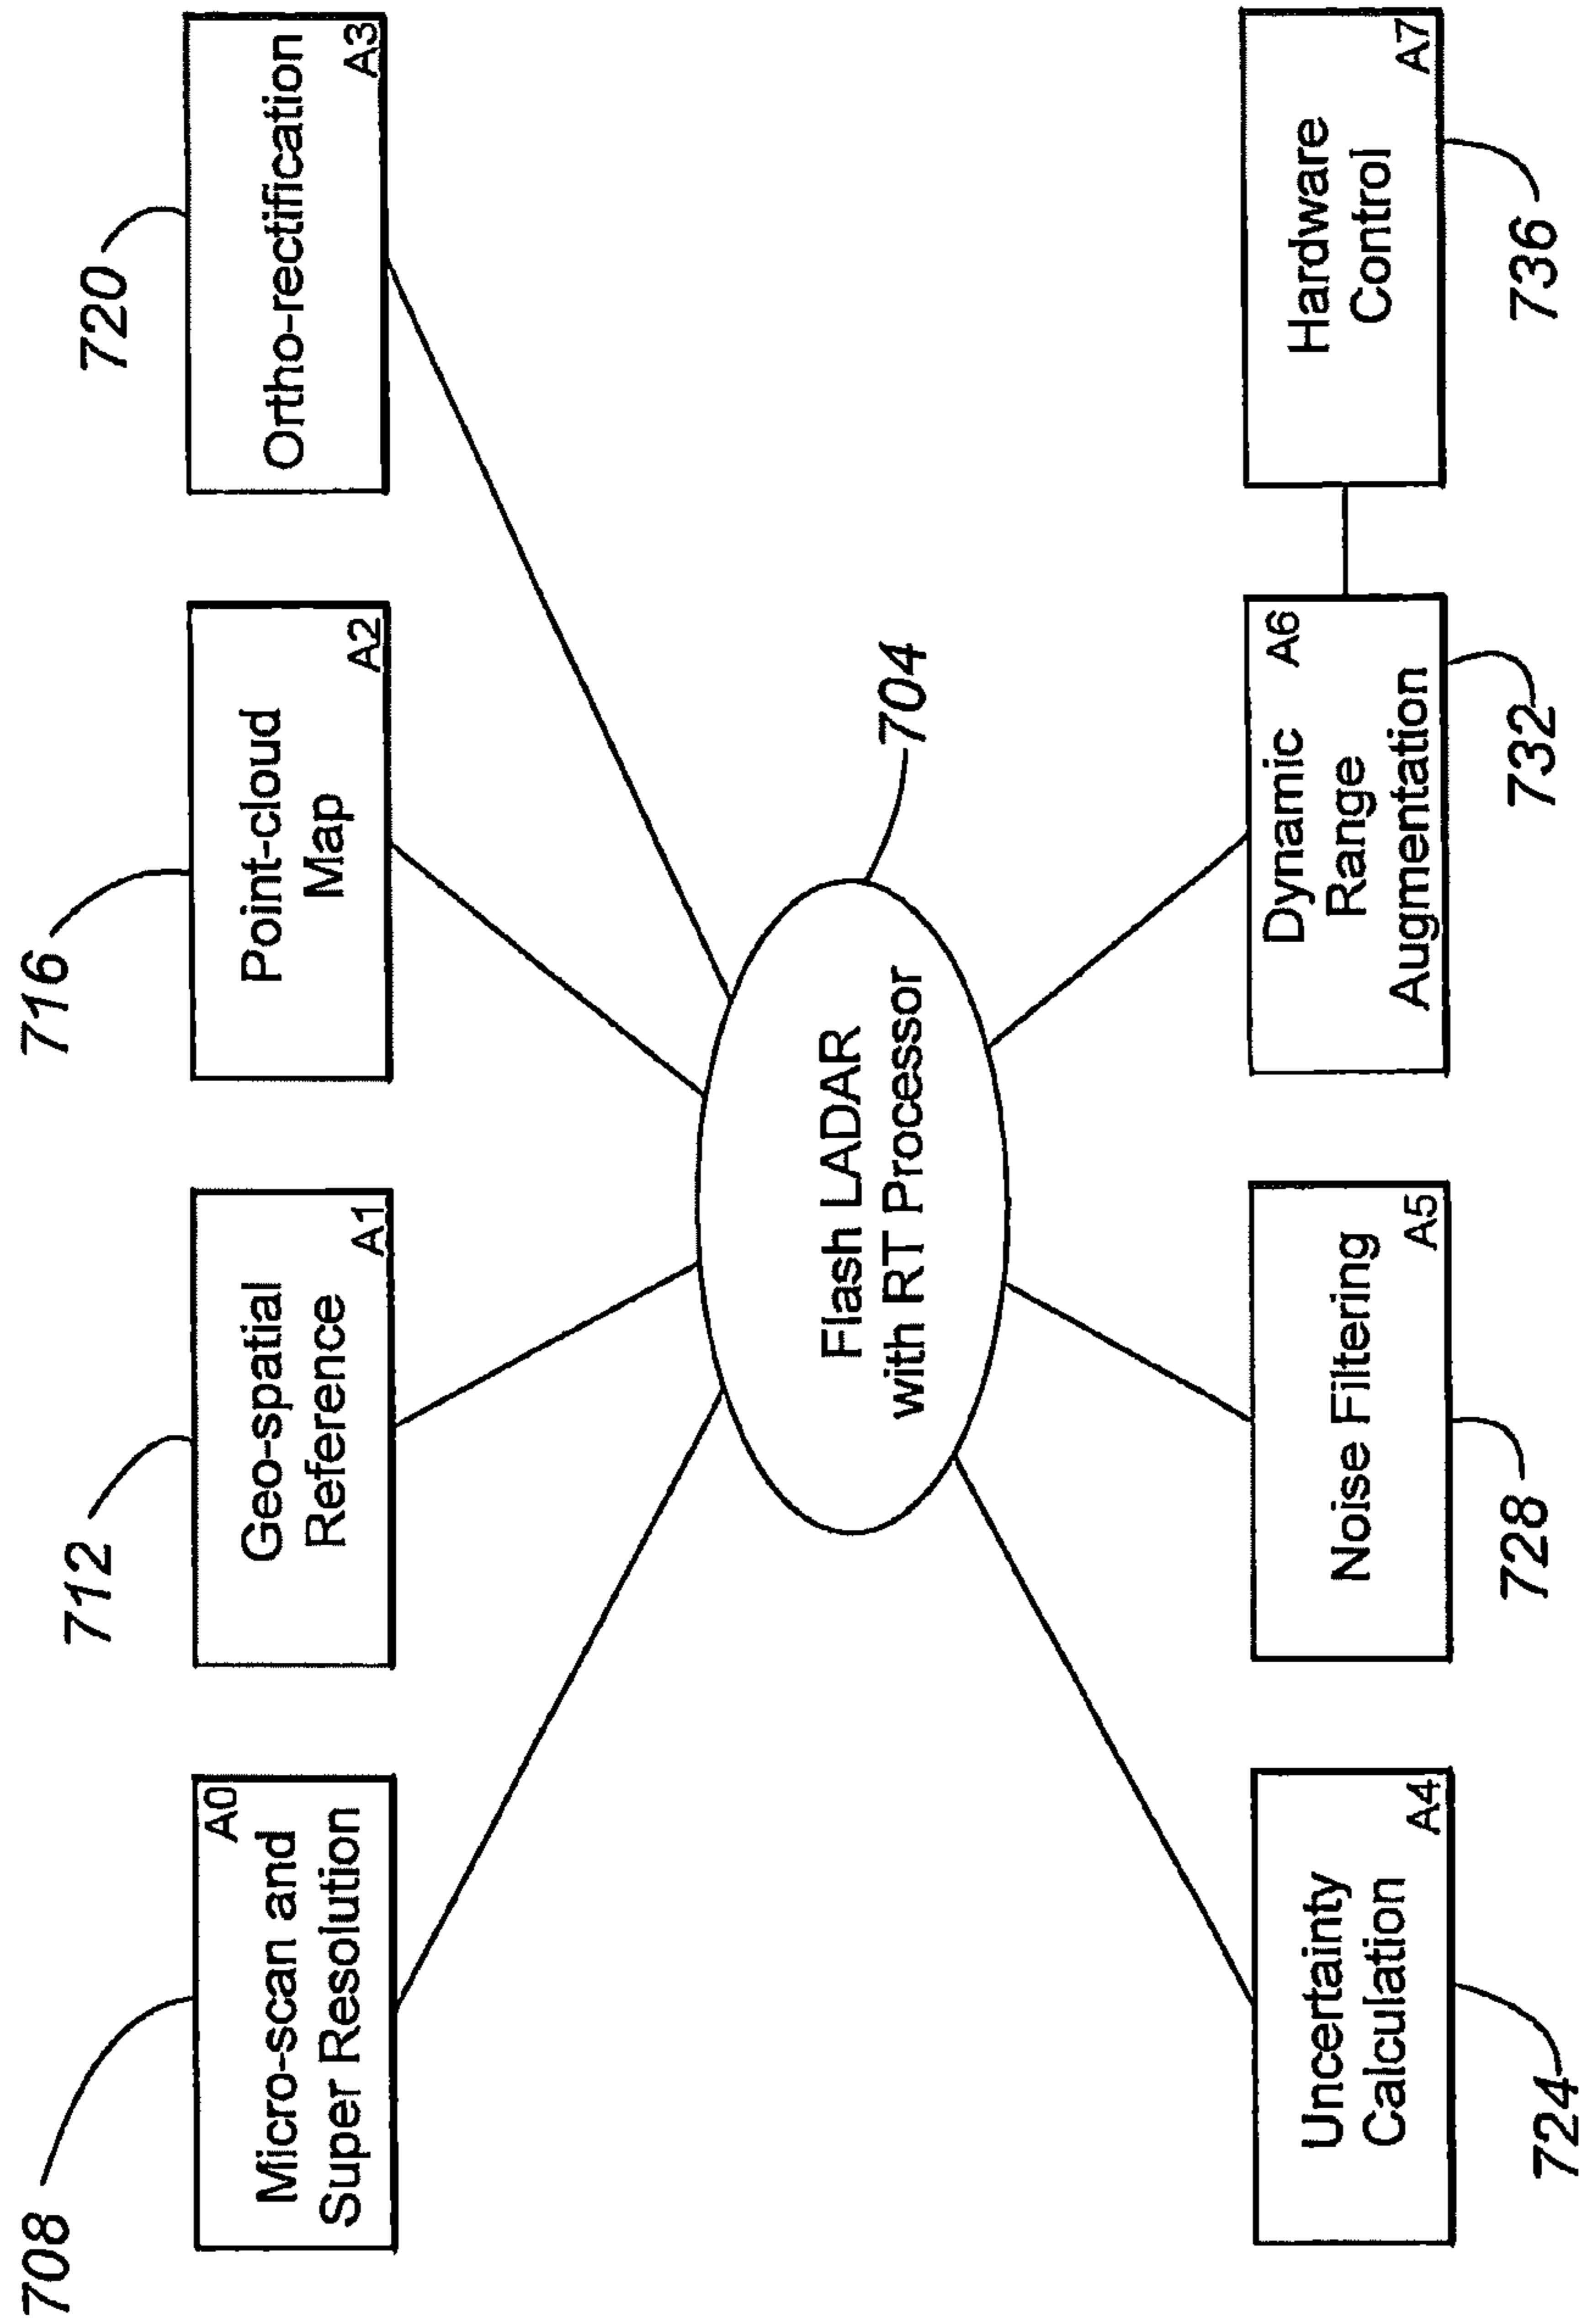 708
712
716
720
A0
Micro-scan and
Super Resolution
Geo-spatial
Reference
A1
Point-cloud
Map
A2
Ortho-rectification
A3
Flash LADAR
with RT Processor
704
Uncertainty
Calculation
A4
Noise Filtering
A5
Dynamic
A6
Range
Augmentation
Hardware
Control
A7
724
728
732
736